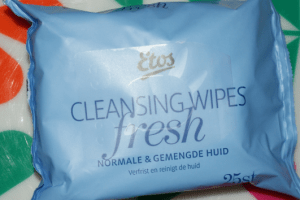 Etos
CLEANSING WIPES
fresh
NORMALE & GEMENGDE HUID
Verfrist en reinigt de huid
25st